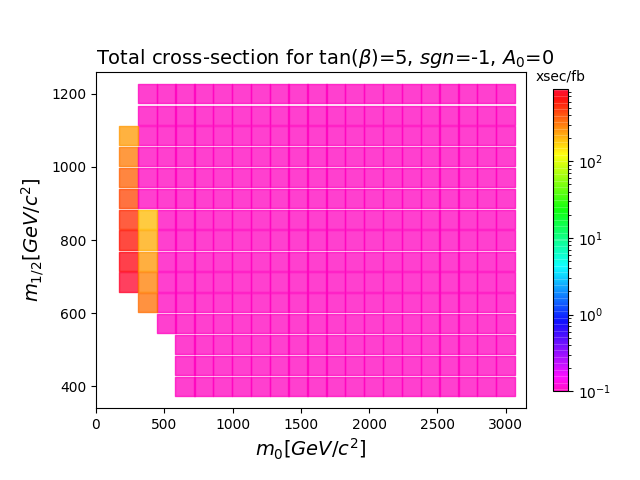 Total cross-section for tan(β)=5, sgn=-1, A₀=0
xsec/fb
m₁/₂[GeV/c²]
1200
1000
800
600
400
10²
10¹
10⁰
10⁻¹
0 500 1000 1500 2000 2500 3000
m₀[GeV/c²]